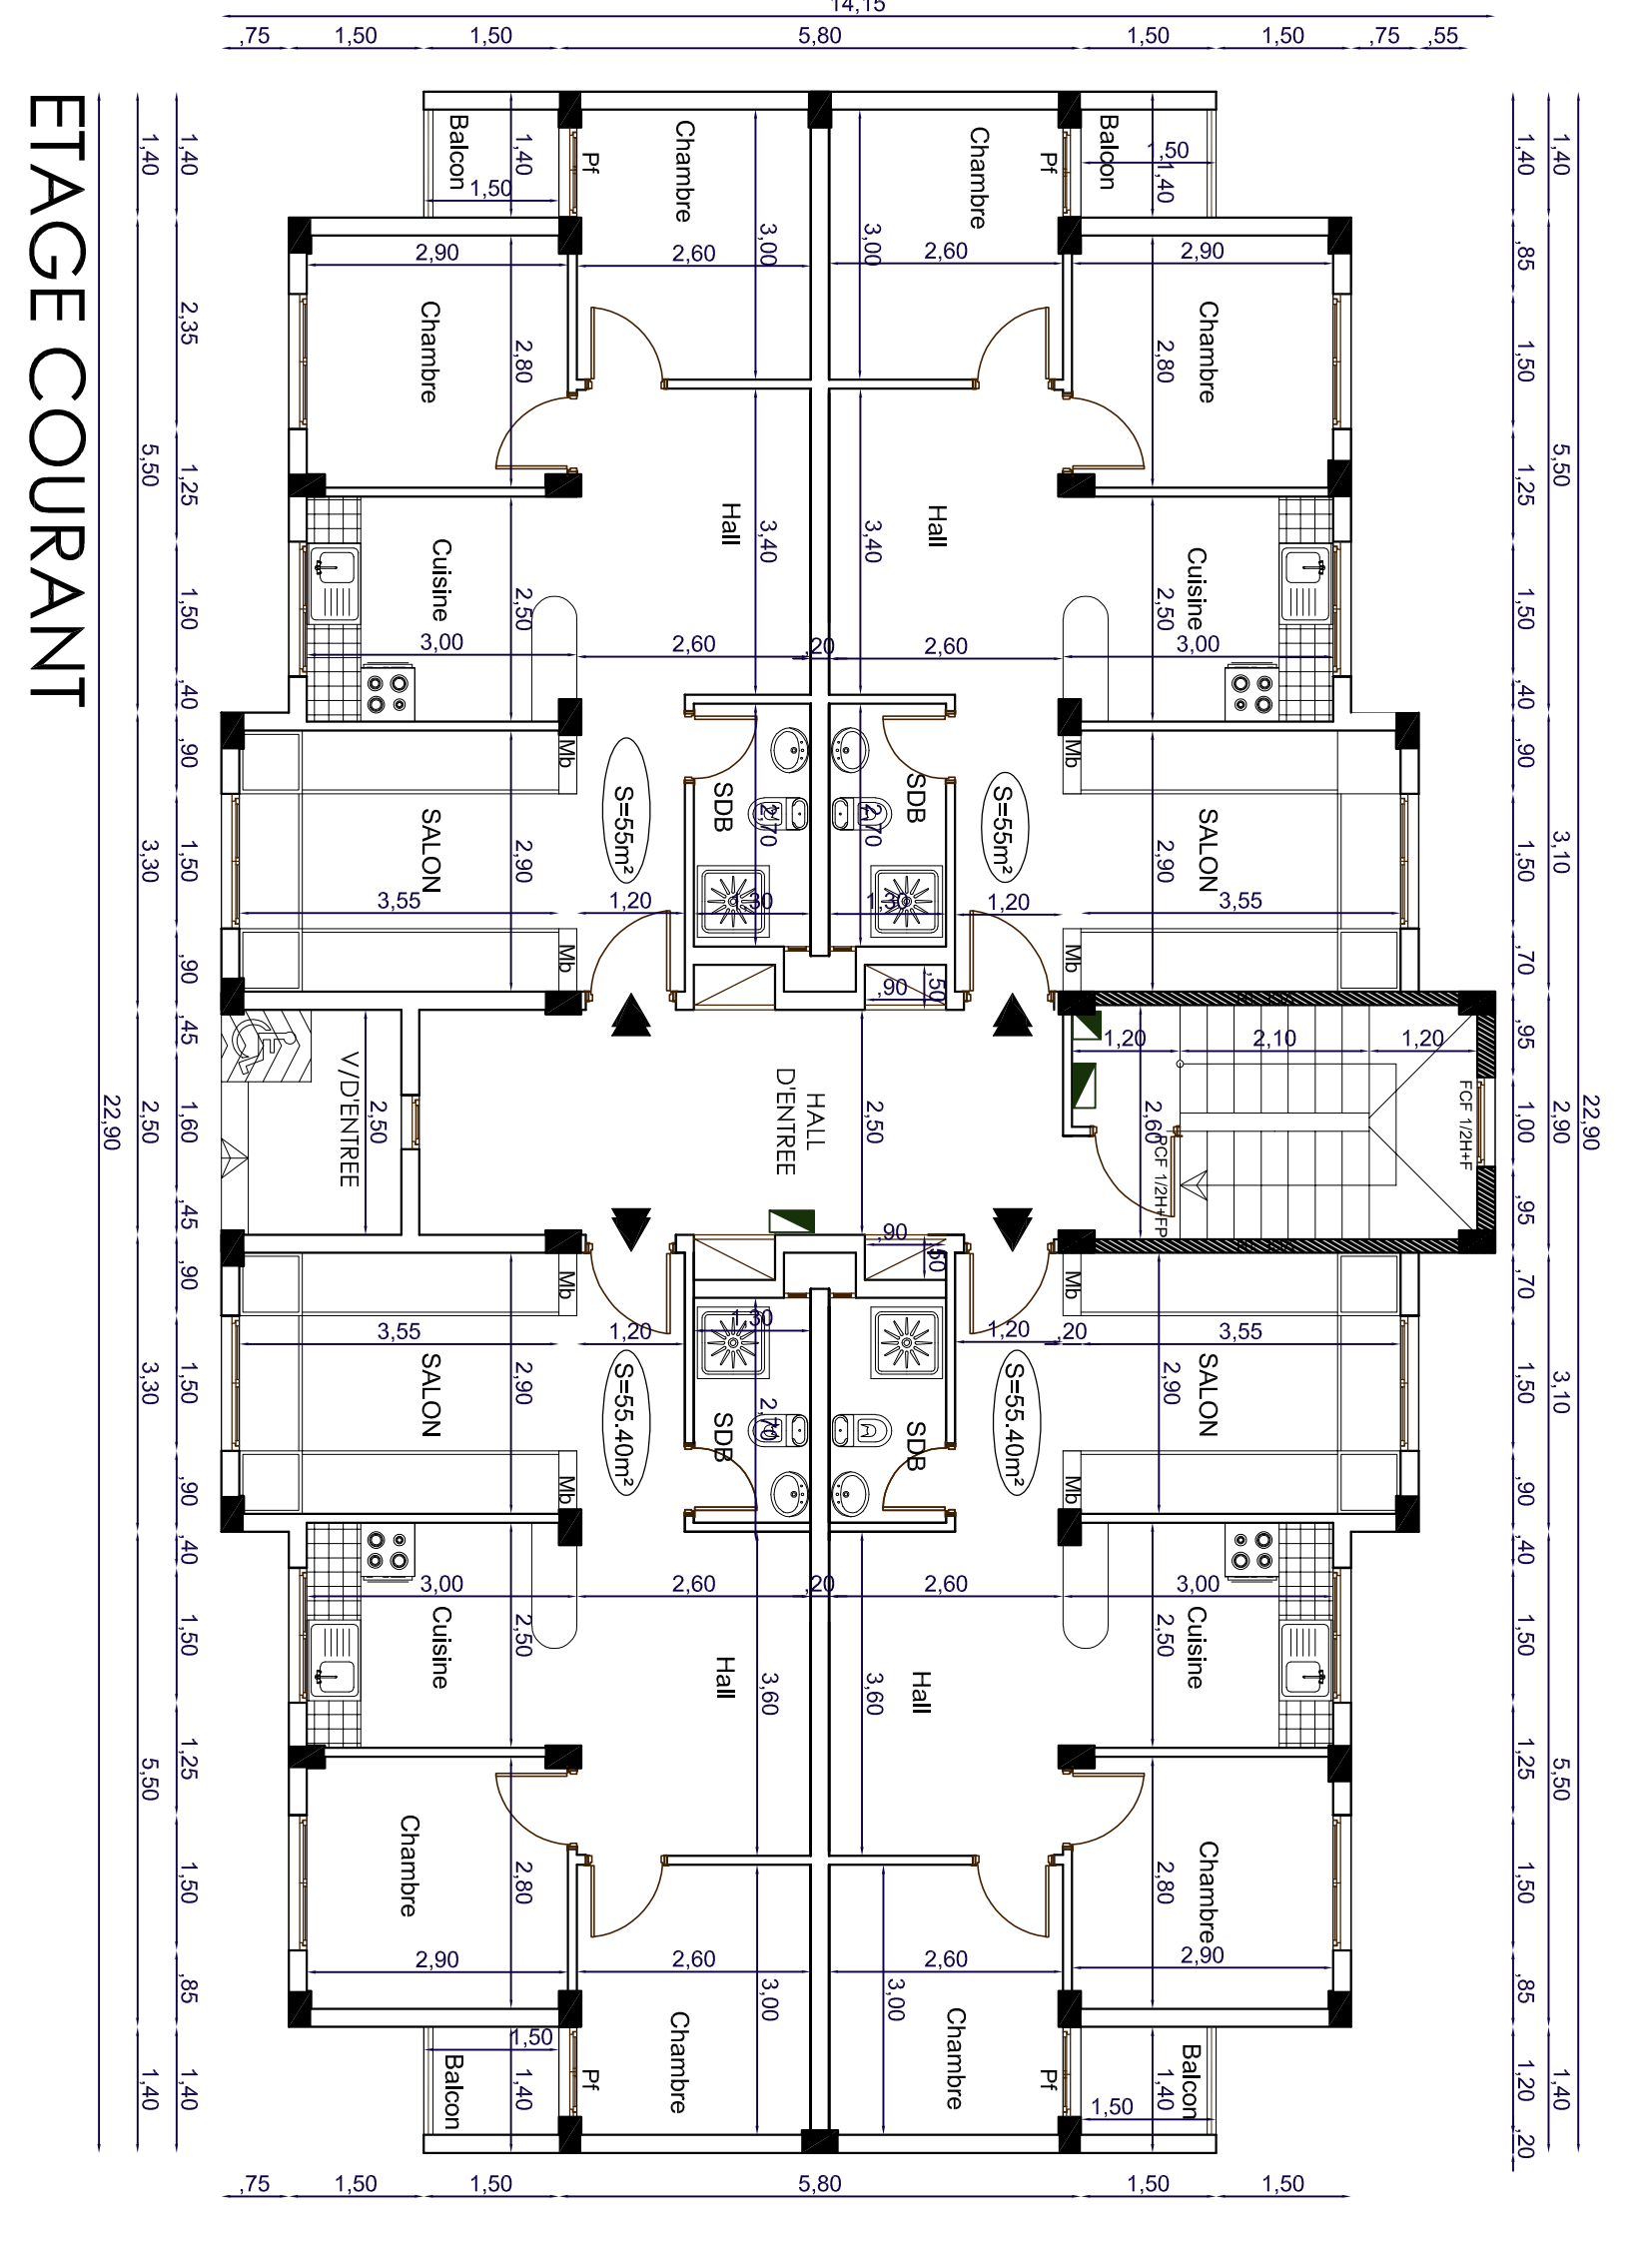 14,15
,75 1,50 1,50 5,80 1,50 1,50 ,75 ,55
ETAGE COURANT
22,90
1,40 5,50 3,30 2,50 3,30 5,50 1,40
1,40 2,35 1,25 1,50 ,40 ,90 1,50 ,90 ,45 1,60 ,45 ,90 1,50 ,90 ,40 1,50 1,25 1,50 ,85 1,40
1,40 ,85 1,50 1,25 1,50 ,40 ,90 1,50 ,70 ,95 1,00 ,95 ,70 1,50 ,90 ,40 1,50 1,25 1,50 ,85 1,20 ,20
1,40 5,50 3,10 2,90 3,10 5,50 1,40
22,90
Balcon 1,40 Pf Chambre Chambre Pf Balcon 1,50 1,40
1,50
2,90 2,60 3,00 3,00 2,60 2,90
Chambre 2,80 2,80 Chambre
Hall 3,40 3,40 Hall
Cuisine 2,50 2,50 Cuisine
3,00 2,60 ,20 2,60 3,00
Mb Mb
SALON 2,90 S=55m² SDB 2,70 2,70 SDB S=55m² 2,90 SALON
3,55 1,20 1,30 1,30 1,20 3,55
Mb Mb
,90 ,50
1,20 2,10 1,20
V/D'ENTREE 2,50
HALL
D'ENTREE
2,50
2,60
PCF 1/2H+FP
FCF 1/2H+F
,90 ,50
Mb Mb
3,55 1,20 1,30 1,20 ,20 3,55
SALON 2,90 S=55.40m² SDB 2,70 SDB S=55.40m² 2,90 SALON
Mb Mb
3,00 2,60 ,20 2,60 3,00
Cuisine 2,50 2,50 Cuisine
Hall 3,60 3,60 Hall
Chambre 2,80 2,80 Chambre
2,90 2,60 2,60 2,90
3,00 3,00
1,50
Balcon 1,40 Pf Chambre Chambre Pf 1,40 Balcon
1,50
,75 1,50 1,50 5,80 1,50 1,50